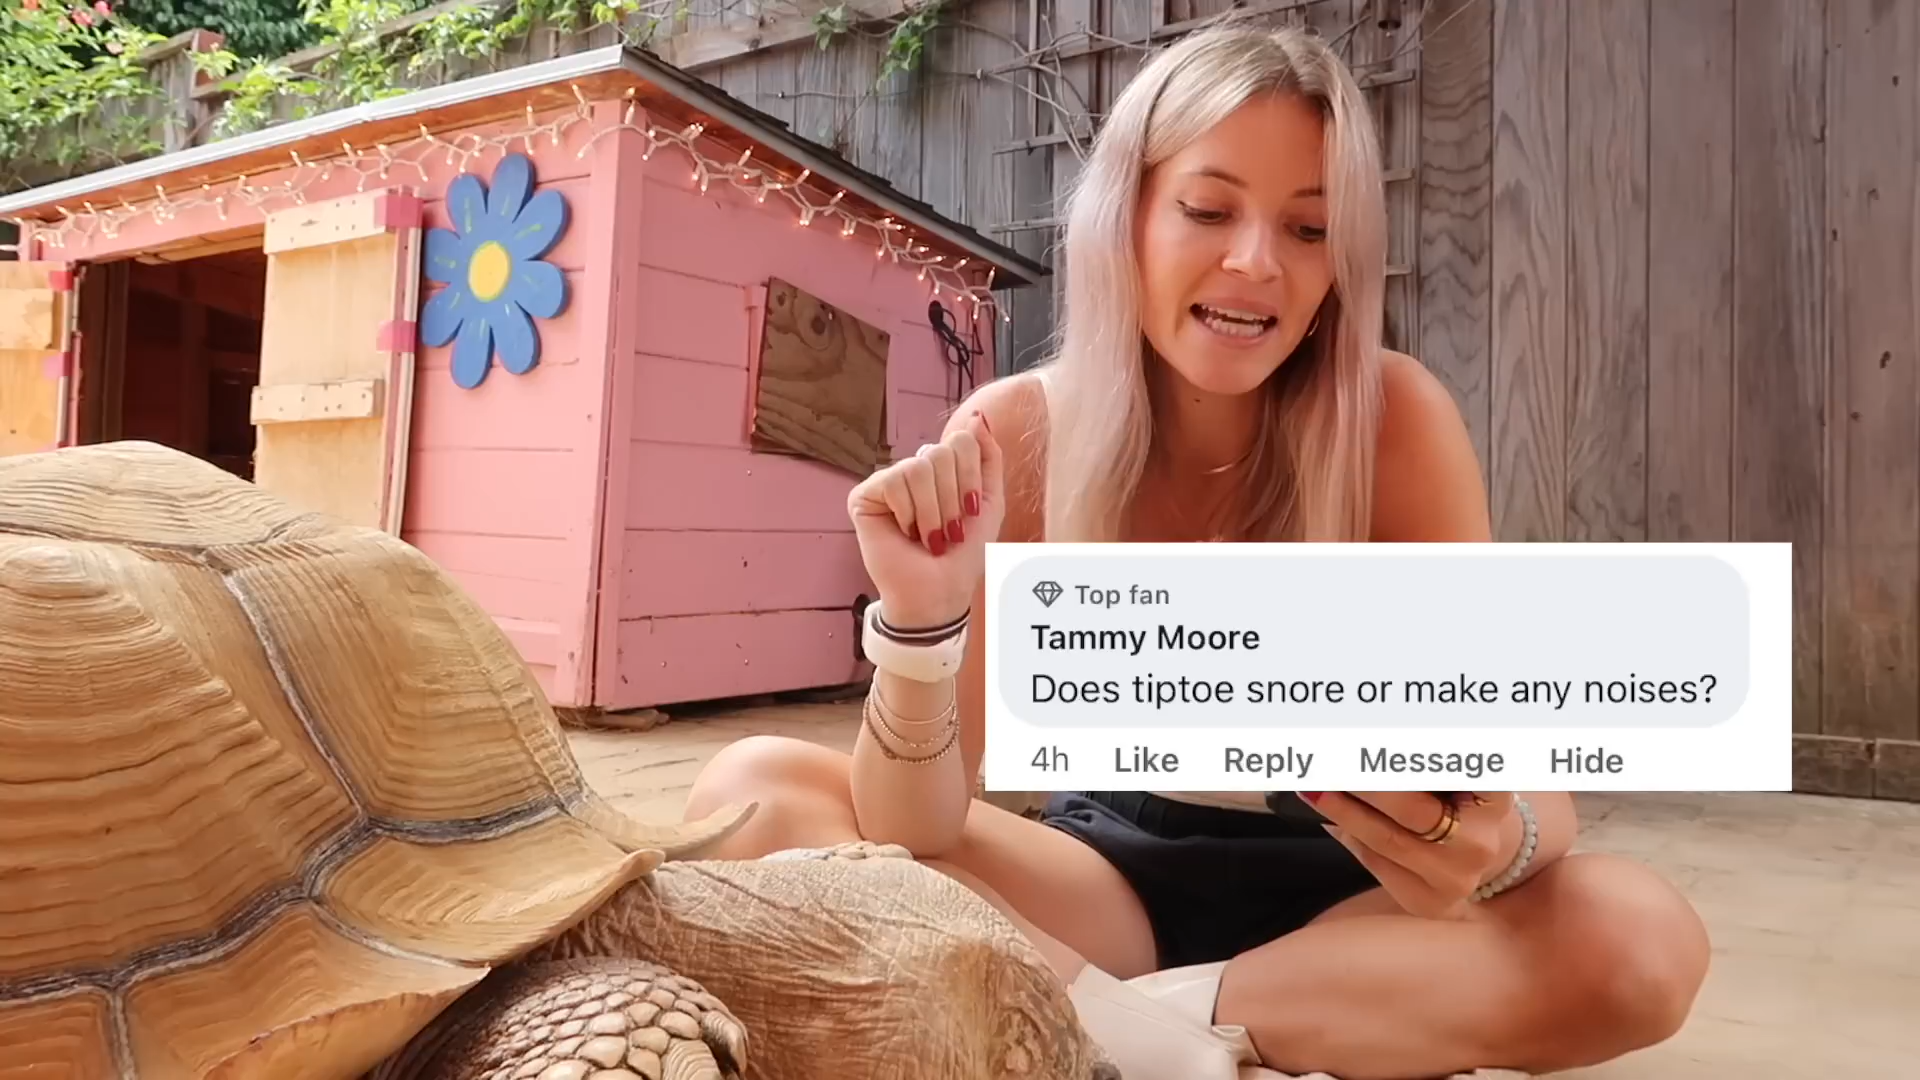 Top fan
Tammy Moore
Does tiptoe snore or make any noises?
4h Like Reply Message Hide